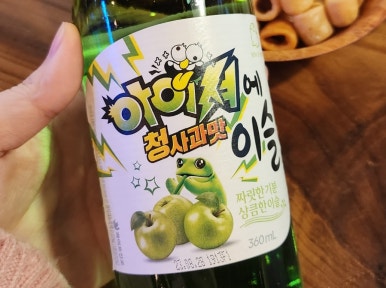 아이셔에
이슬
청사과맛
짜릿한 기분
상큼한 이슬
360mL